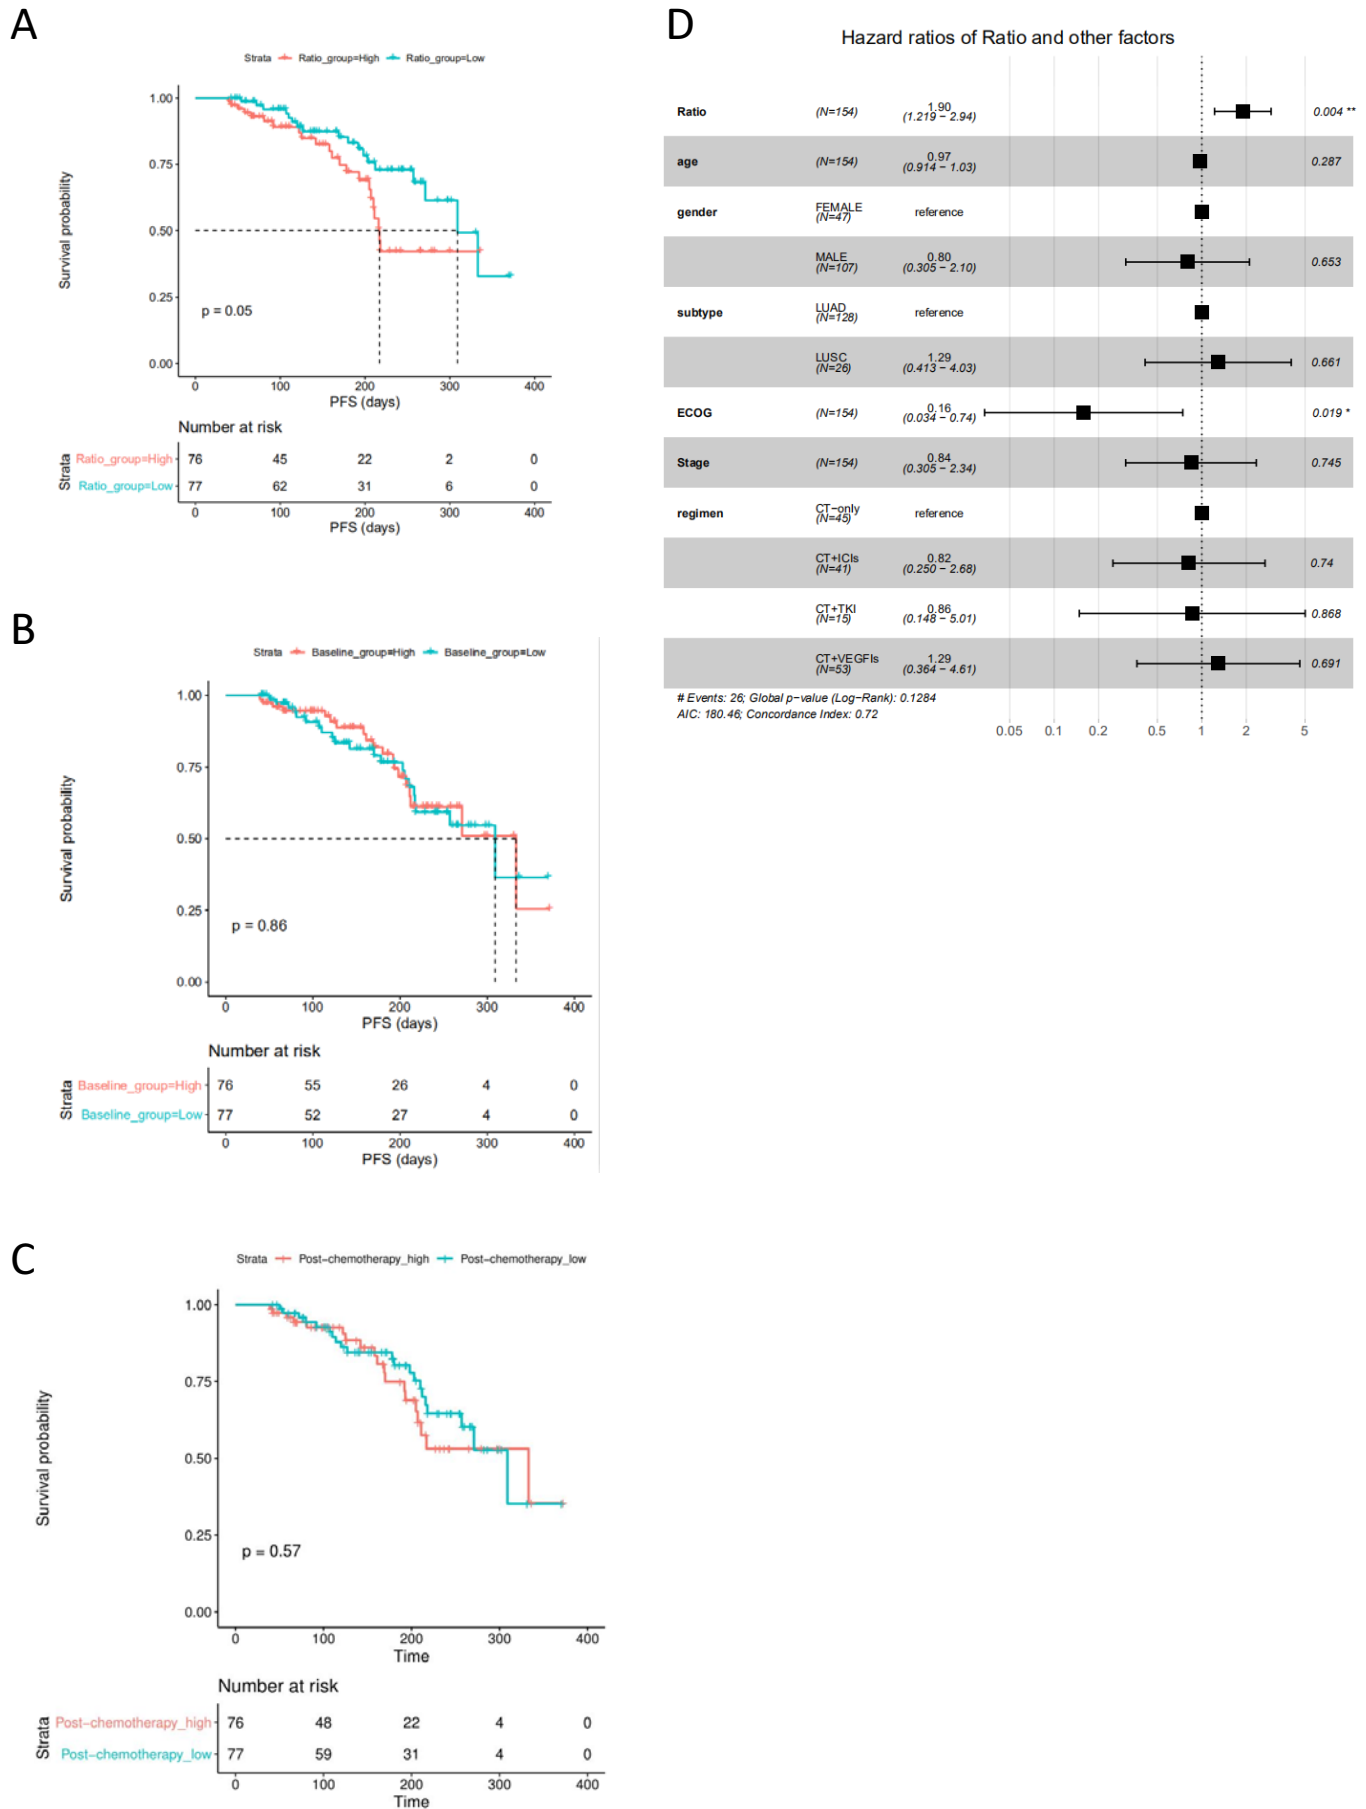 A
Strata Ratio_group=High Ratio_group=Low
1.00
0.75
0.50
0.25
0.00
Survival probability
p = 0.05
0 100 200 300 400
PFS (days)
Number at risk
Strata
Ratio_group=High 76 45 22 2 0
Ratio_group=Low 77 62 31 6 0
0 100 200 300 400
PFS (days)
B
Strata Baseline_group=High Baseline_group=Low
1.00
0.75
0.50
0.25
0.00
Survival probability
p = 0.86
0 100 200 300 400
PFS (days)
Number at risk
Strata
Baseline_group=High 76 55 26 4 0
Baseline_group=Low 77 52 27 4 0
0 100 200 300 400
PFS (days)
C
Strata Post-chemotherapy_high Post-chemotherapy_low
1.00
0.75
0.50
0.25
0.00
Survival probability
p = 0.57
0 100 200 300 400
Time
Number at risk
Strata
Post-chemotherapy_high 76 48 22 4 0
Post-chemotherapy_low 77 59 31 4 0
0 100 200 300 400
Time
D
Hazard ratios of Ratio and other factors
Ratio (N=154) 1.90 (1.219 − 2.94) 0.004 **
age (N=154) 0.97 (0.914 − 1.03) 0.287
gender FEMALE (N=47) reference
MALE (N=107) 0.80 (0.305 − 2.10) 0.653
subtype LUAD (N=128) reference
LUSC (N=26) 1.29 (0.413 − 4.03) 0.661
ECOG (N=154) 0.16 (0.034 − 0.74) 0.019 *
Stage (N=154) 0.84 (0.305 − 2.34) 0.745
regimen CT−only (N=45) reference
CT+ICIs (N=41) 0.82 (0.250 − 2.68) 0.74
CT+TKI (N=15) 0.86 (0.148 − 5.01) 0.868
CT+VEGFIs (N=53) 1.29 (0.364 − 4.61) 0.691
# Events: 26; Global p−value (Log−Rank): 0.1284
AIC: 180.46; Concordance Index: 0.72
0.05 0.1 0.2 0.5 1 2 5